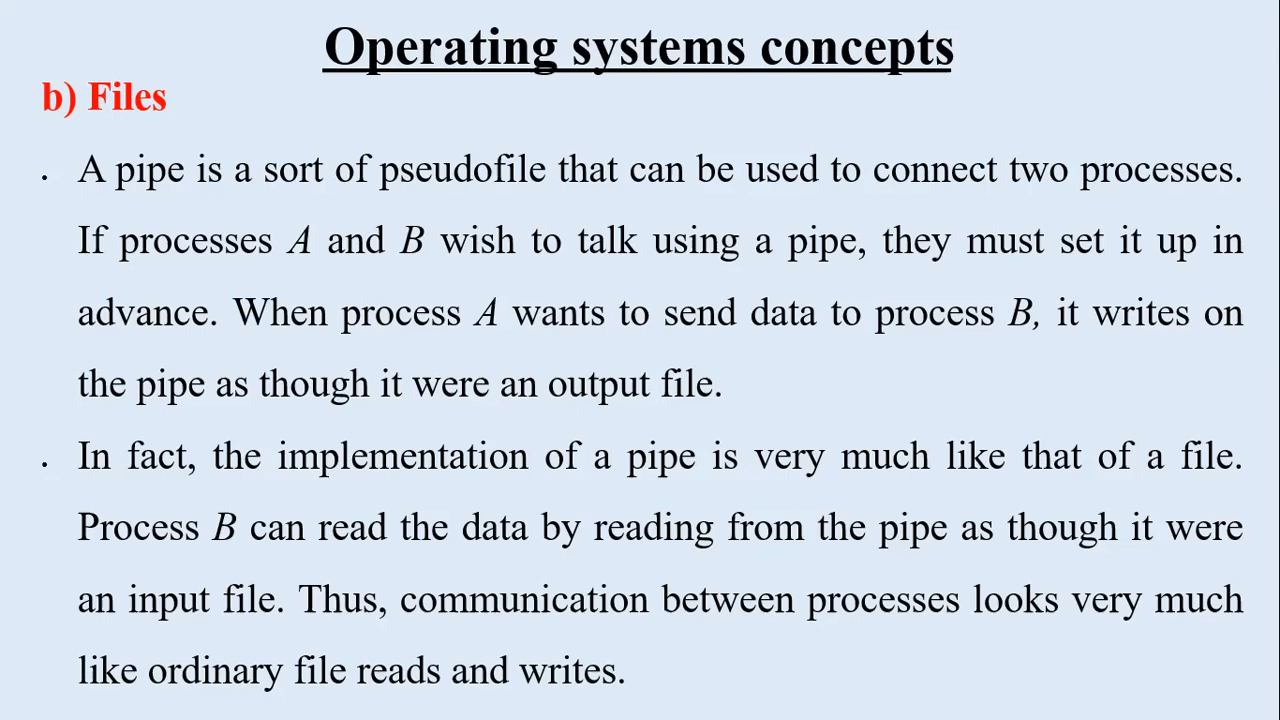 Operating systems concepts
b) Files
• A pipe is a sort of pseudofile that can be used to connect two processes.
If processes A and B wish to talk using a pipe, they must set it up in
advance. When process A wants to send data to process B, it writes on
the pipe as though it were an output file.
• In fact, the implementation of a pipe is very much like that of a file.
Process B can read the data by reading from the pipe as though it were
an input file. Thus, communication between processes looks very much
like ordinary file reads and writes.